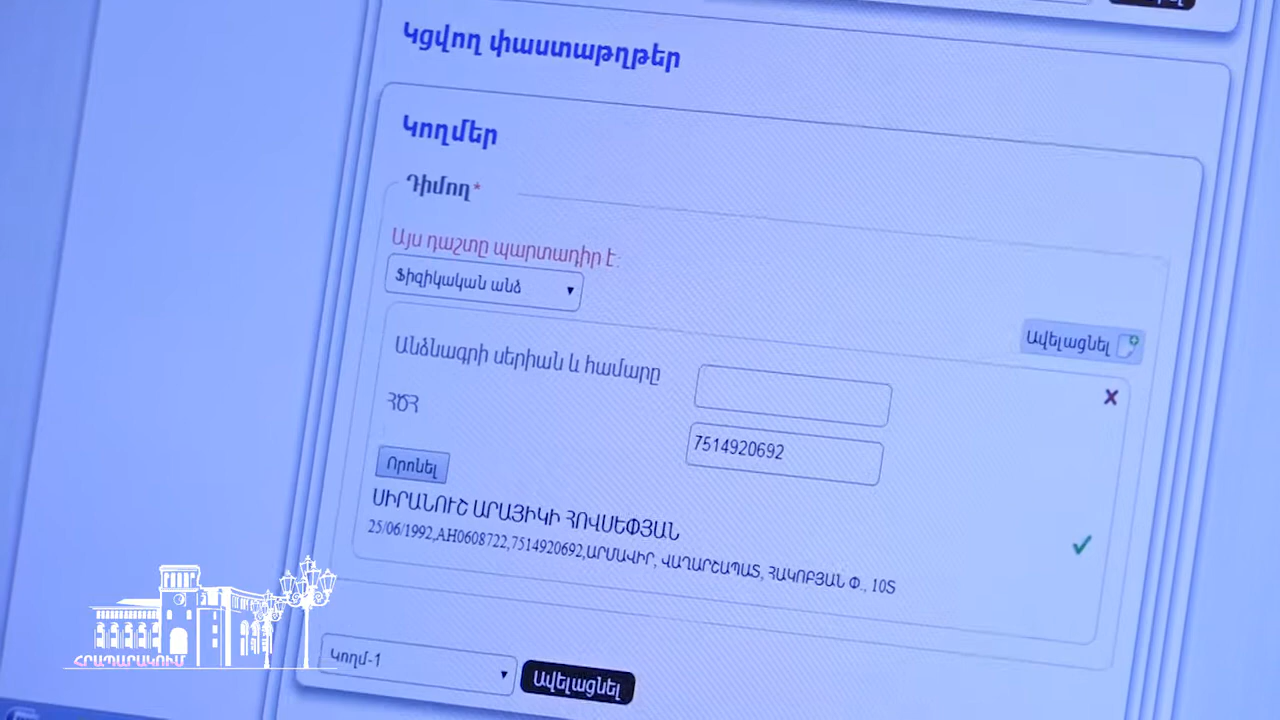 Կցվող փաստաթղթեր
Կողմեր
Դիմող*
Այս դաշտը պարտադիր է:
Ֆիզիկական անձ
Ավելացնել
Անձնագրի սերիան և համարը
ՀԾՀ
7514920692
Որոնել
ՍԻՐԱՆՈՒՇ ԱՐԱՅԻԿԻ ՀՈՎՍԵՓՅԱՆ
25/06/1992,AH0608722,7514920692,ԱՐՄԱՎԻՐ, ՎԱՂԱՐՇԱՊԱՏ, ՀԱԿՈԲՅԱՆ Փ., 10Տ
Կողմ-1
Ավելացնել
ՀՐԱՊԱՐԱԿՈՒՄ